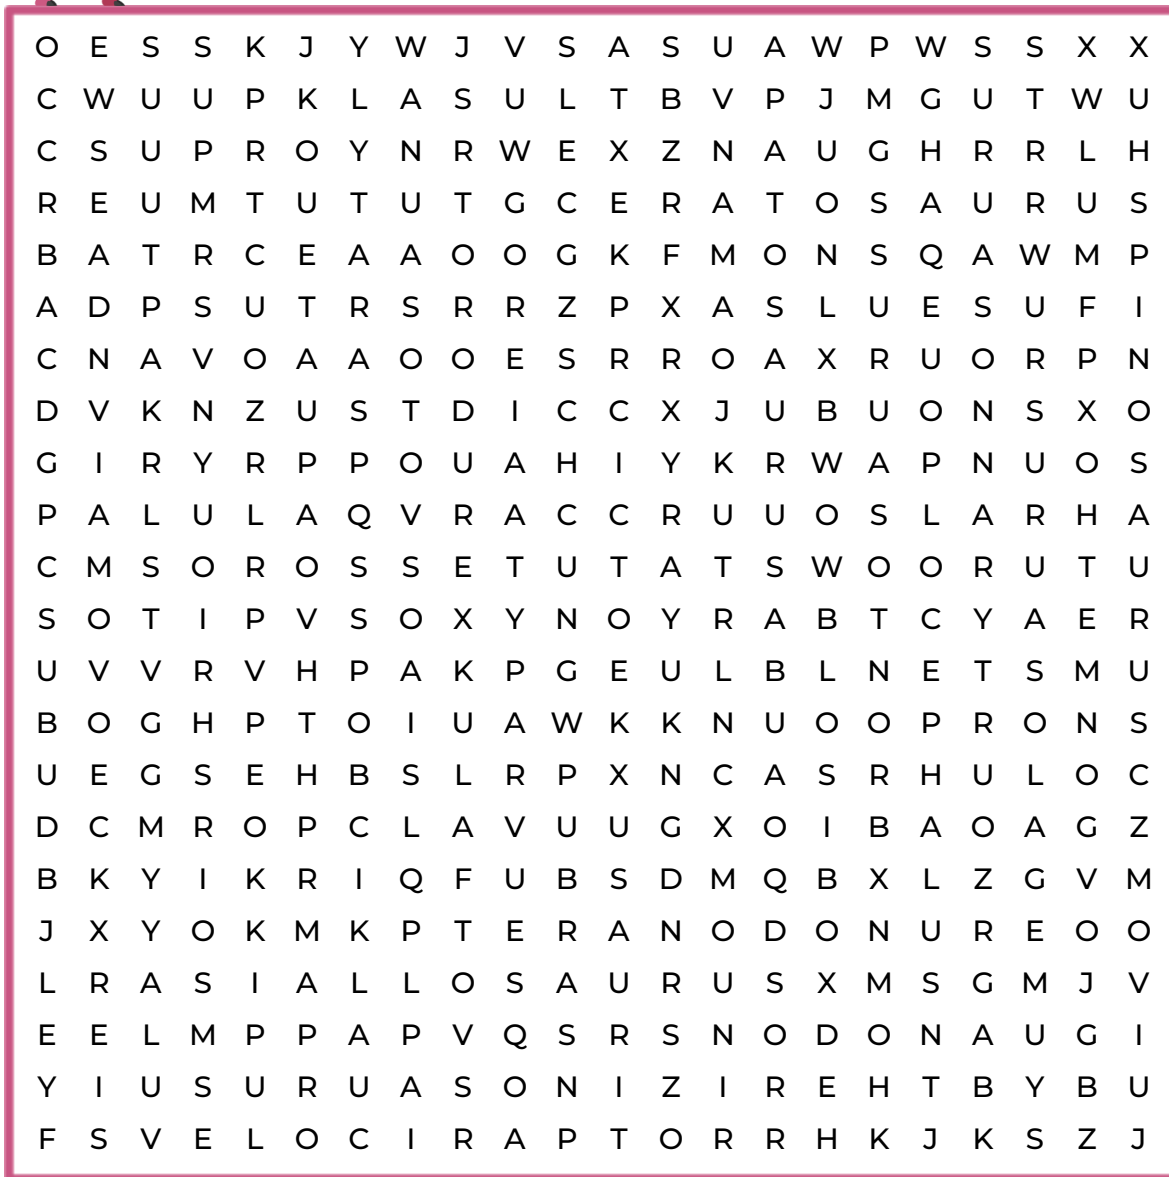 O E S S K J Y W J V S A S U A W P W S S X X
C W U U P K L A S U L T B V P J M G U T W U
C S U P R O Y N R W E X Z N A U G H R R L H
R E U M T U T U T G C E R A T O S A U R U S
B A T R C E A A O O G K F M O N S Q A W M P
A D P S U T R S R R Z P X A S L U E S U F I
C N A V O A A O O E S R R O A X R U O R P N
D V K N Z U S T D I C C X J U B U O N S X O
G I R Y R P P O U A H I Y K R W A P N U O S
P A L U L A Q V R A C C R U U O S L A R H A
C M S O R O S S E T U T A T S W O O R U T U
S O T I P V S O X Y N O Y R A B T C Y A E R
U V V R V H P A K P G E U L B L N E T S M U
B O G H P T O I U A W K K N U O O P R O N S
U E G S E H B S L R P X N C A S R H U L O C
D C M R O P C L A V U U G X O I B A O A G Z
B K Y I K R I Q F U B S D M Q B X L Z G V M
J X Y O K M K P T E R A N O D O N U R E O O
L R A S I A L L O S A U R U S X M S G M J V
E E L M P P A P V Q S R S N O D O N A U G I
Y I U S U R U A S O N I Z I R E H T B Y B U
F S V E L O C I R A P T O R R H K J K S Z J